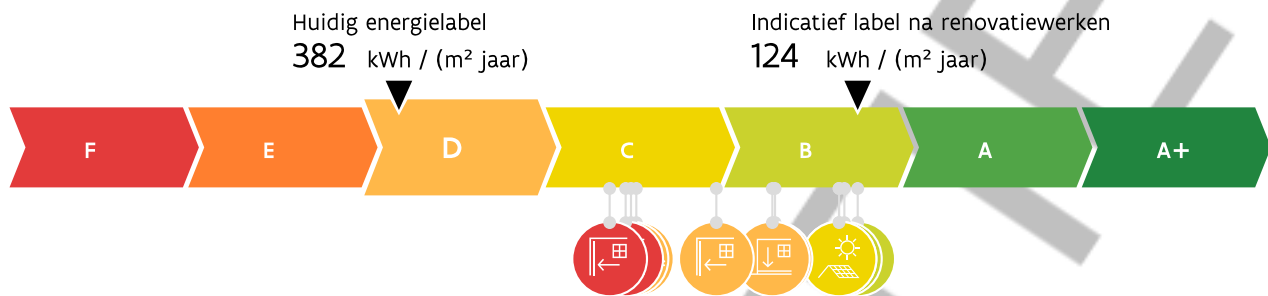 Huidig energielabel
382 kWh / (m² jaar)
Indicatief label na renovatiewerken
124 kWh / (m² jaar)
F E D C B A A+